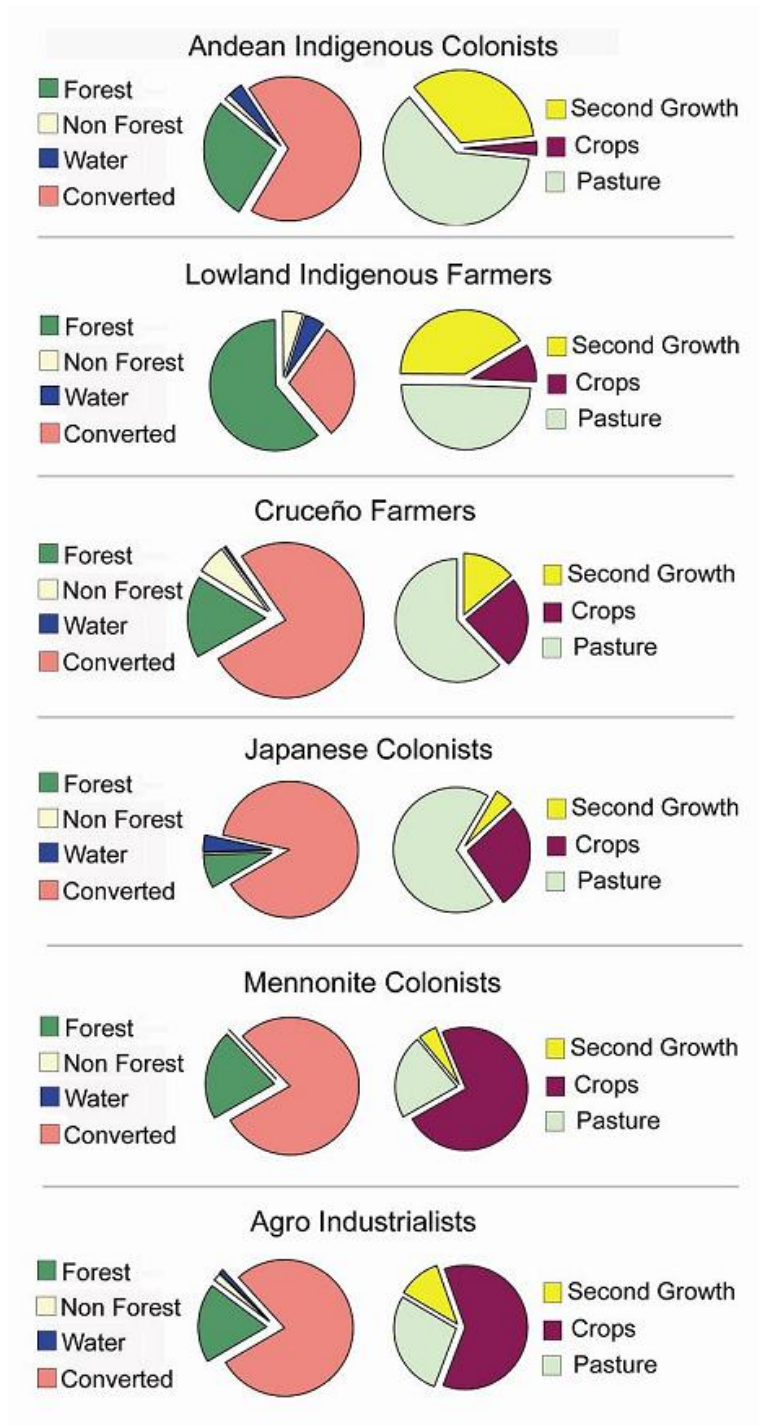 Andean Indigenous Colonists
Forest
Non Forest
Water
Converted
Second Growth
Crops
Pasture
Lowland Indigenous Farmers
Forest
Non Forest
Water
Converted
Second Growth
Crops
Pasture
Cruceño Farmers
Forest
Non Forest
Water
Converted
Second Growth
Crops
Pasture
Japanese Colonists
Forest
Non Forest
Water
Converted
Second Growth
Crops
Pasture
Mennonite Colonists
Forest
Non Forest
Water
Converted
Second Growth
Crops
Pasture
Agro Industrialists
Forest
Non Forest
Water
Converted
Second Growth
Crops
Pasture